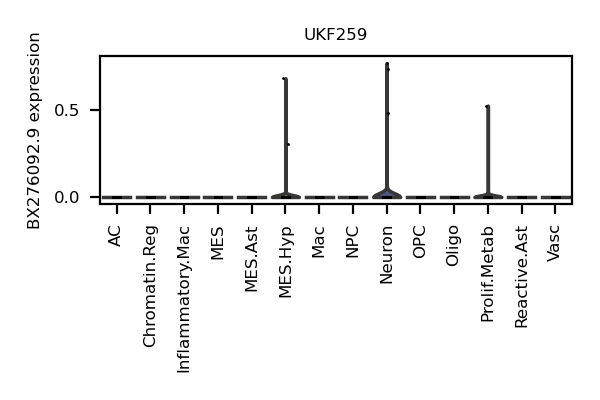 UKF259
BX276092.9 expression
0.5
0.0
AC
Chromatin.Reg
Inflammatory.Mac
MES
MES.Ast
MES.Hyp
Mac
NPC
Neuron
OPC
Oligo
Prolif.Metab
Reactive.Ast
Vasc